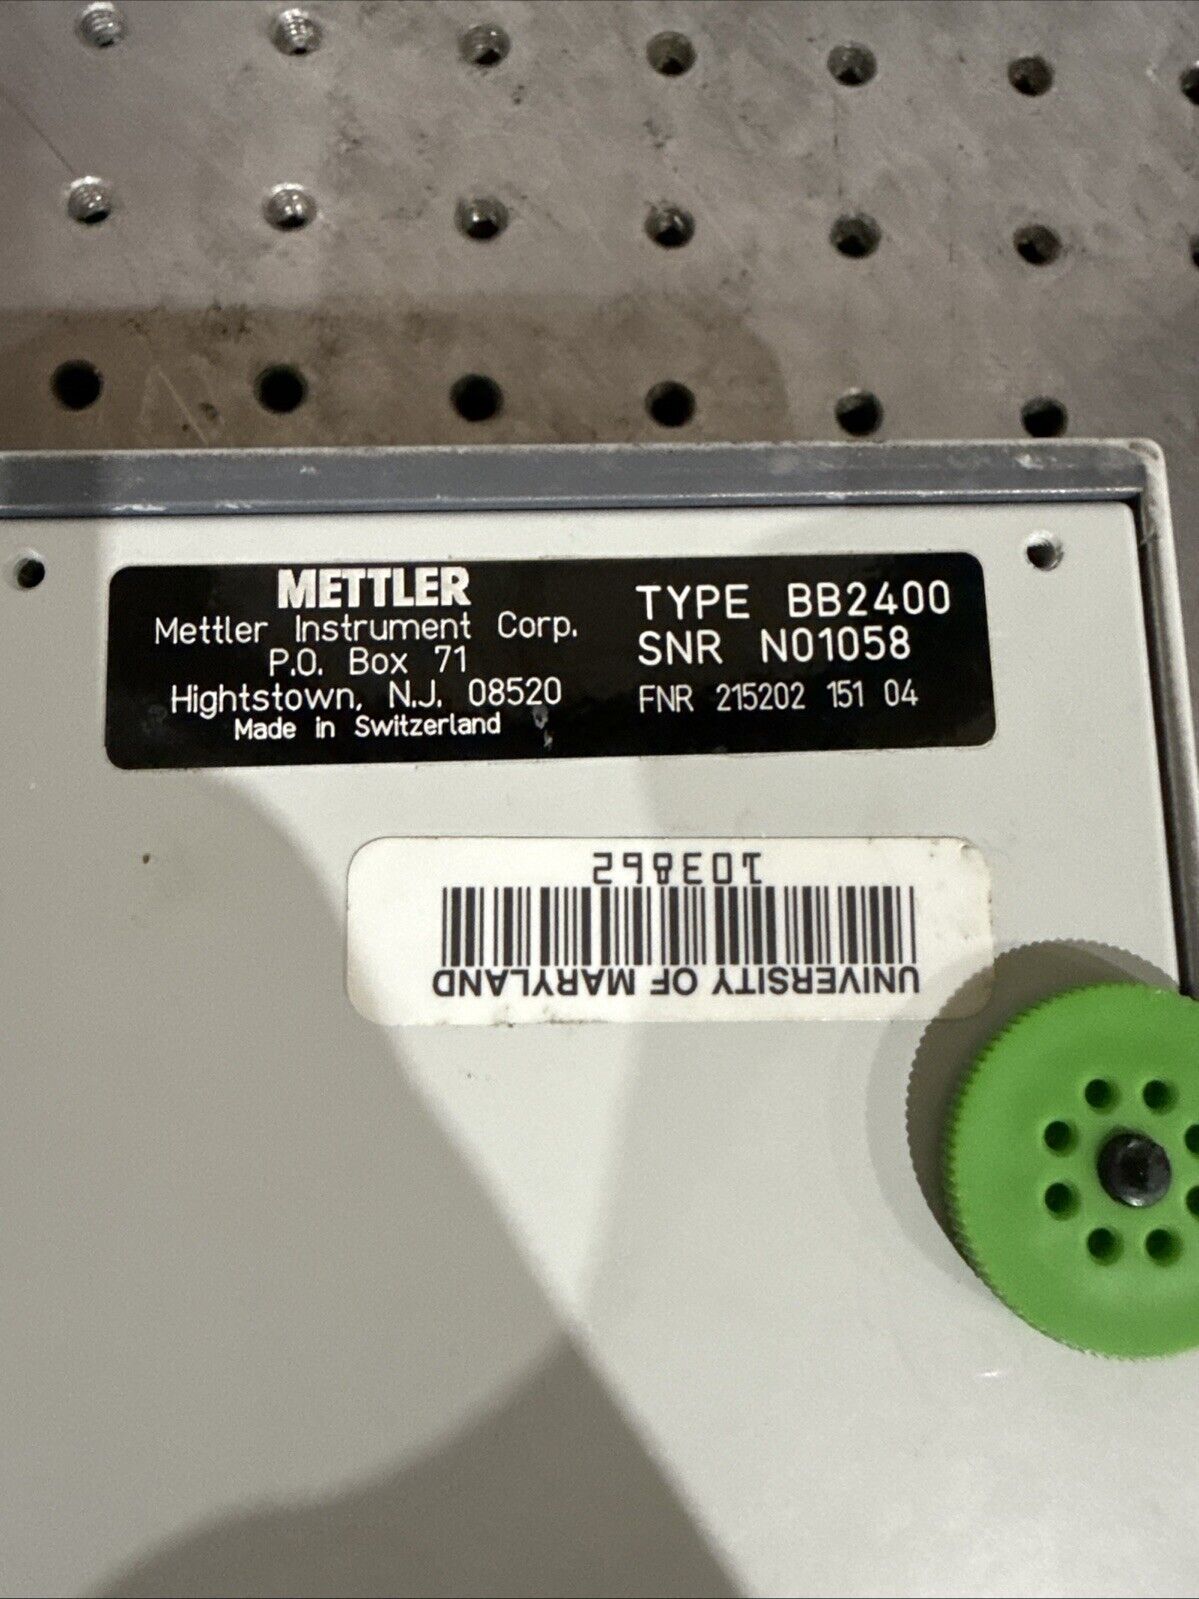 METTLER
Mettler Instrument Corp.
P.O. Box 71
Hightstown, N.J. 08520
Made in Switzerland
TYPE BB2400
SNR N01058
FNR 215202 151 04
UNIVERSITY OF MARYLAND
103862